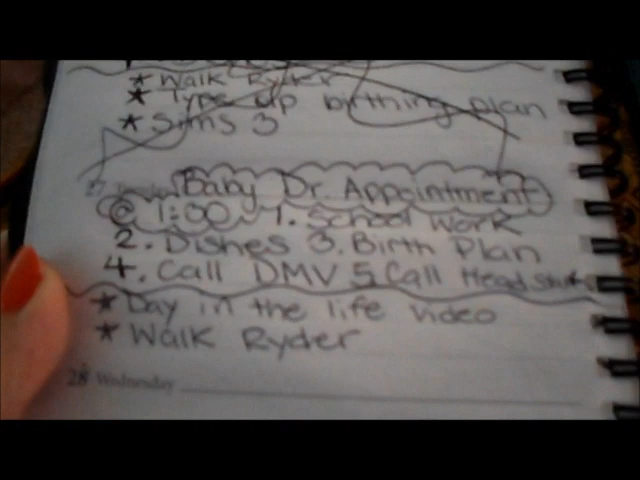 * Walk Ryder
* Type up birthing plan
* Sims 3
27 Baby Dr. Appointment
@ 1:00 1. School Work
2. Dishes 3. Birth Plan
4. Call DMV 5 Call Head
* Day in the life video
* Walk Ryder
28 Wednesday